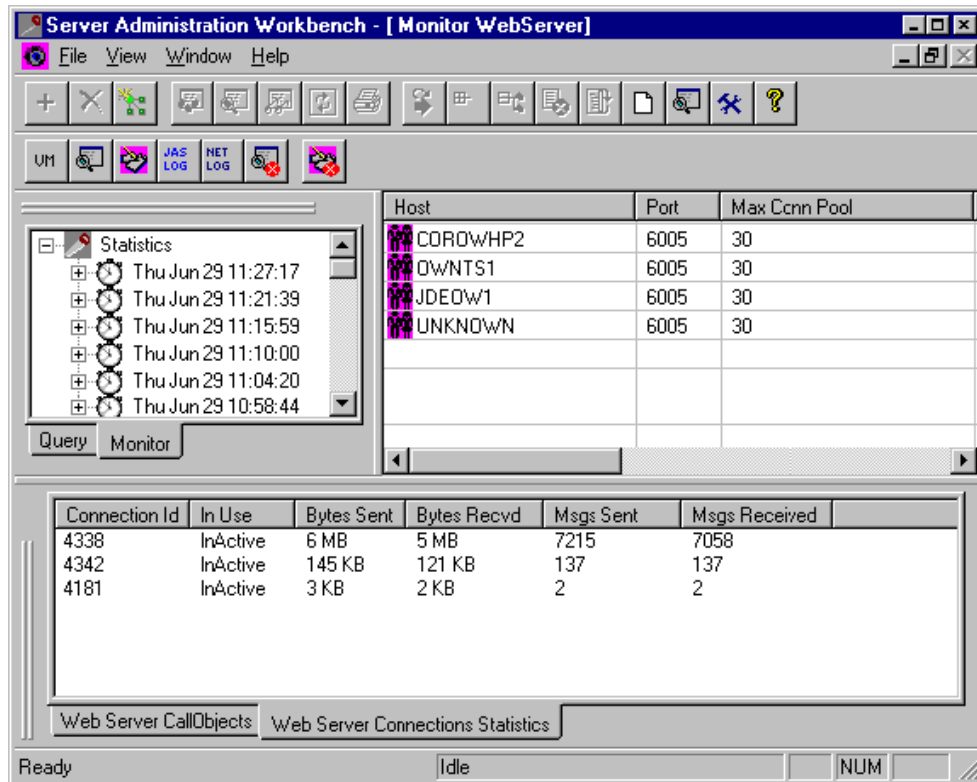 Server Administration Workbench - [ Monitor WebServer]
File View Window Help
VM JAS LOG NET LOG
Statistics
Thu Jun 29 11:27:17
Thu Jun 29 11:21:39
Thu Jun 29 11:15:59
Thu Jun 29 11:10:00
Thu Jun 29 11:04:20
Thu Jun 29 10:58:44
Query Monitor
Host Port Max Ccnn Pool
COROWHP2 6005 30
OWNTS1 6005 30
JDEOW1 6005 30
UNKNOWN 6005 30
Connection Id In Use Bytes Sent Bytes Recvd Msgs Sent Msgs Received
4338 InActive 6 MB 5 MB 7215 7058
4342 InActive 145 KB 121 KB 137 137
4181 InActive 3 KB 2 KB 2 2
Web Server CallObjects Web Server Connections Statistics
Ready Idle NUM